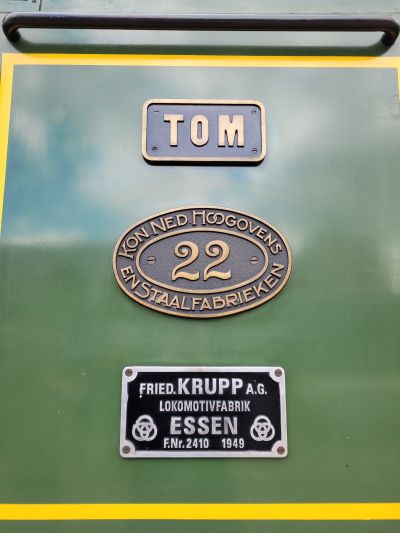 TOM
KON. NED. HOOGOVENS
22
EN STAALFABRIEKEN
FRIED. KRUPP A.G.
LOKOMOTIVFABRIK
ESSEN
F.Nr. 2410 1949